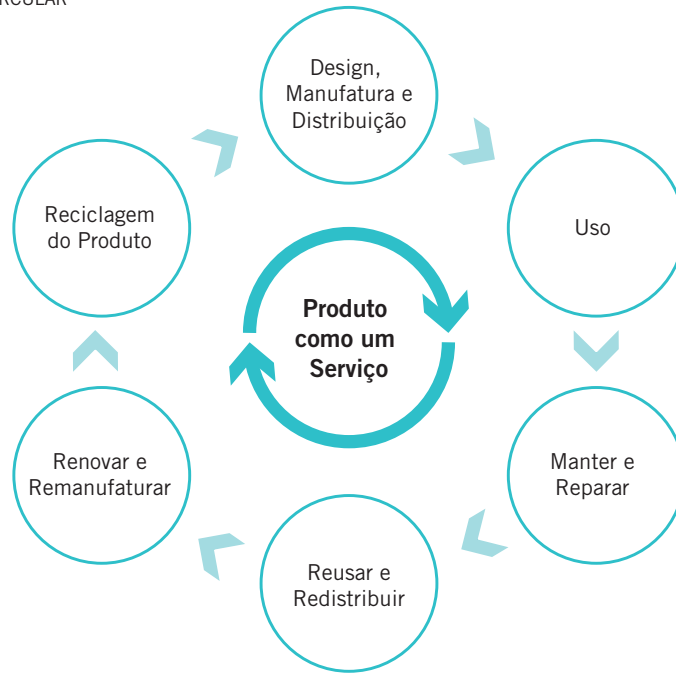 Design,
Manufatura e
Distribuição
Uso
Manter e
Reparar
Reusar e
Redistribuir
Renovar e
Remanufaturar
Reciclagem
do Produto
Produto
como um
Serviço